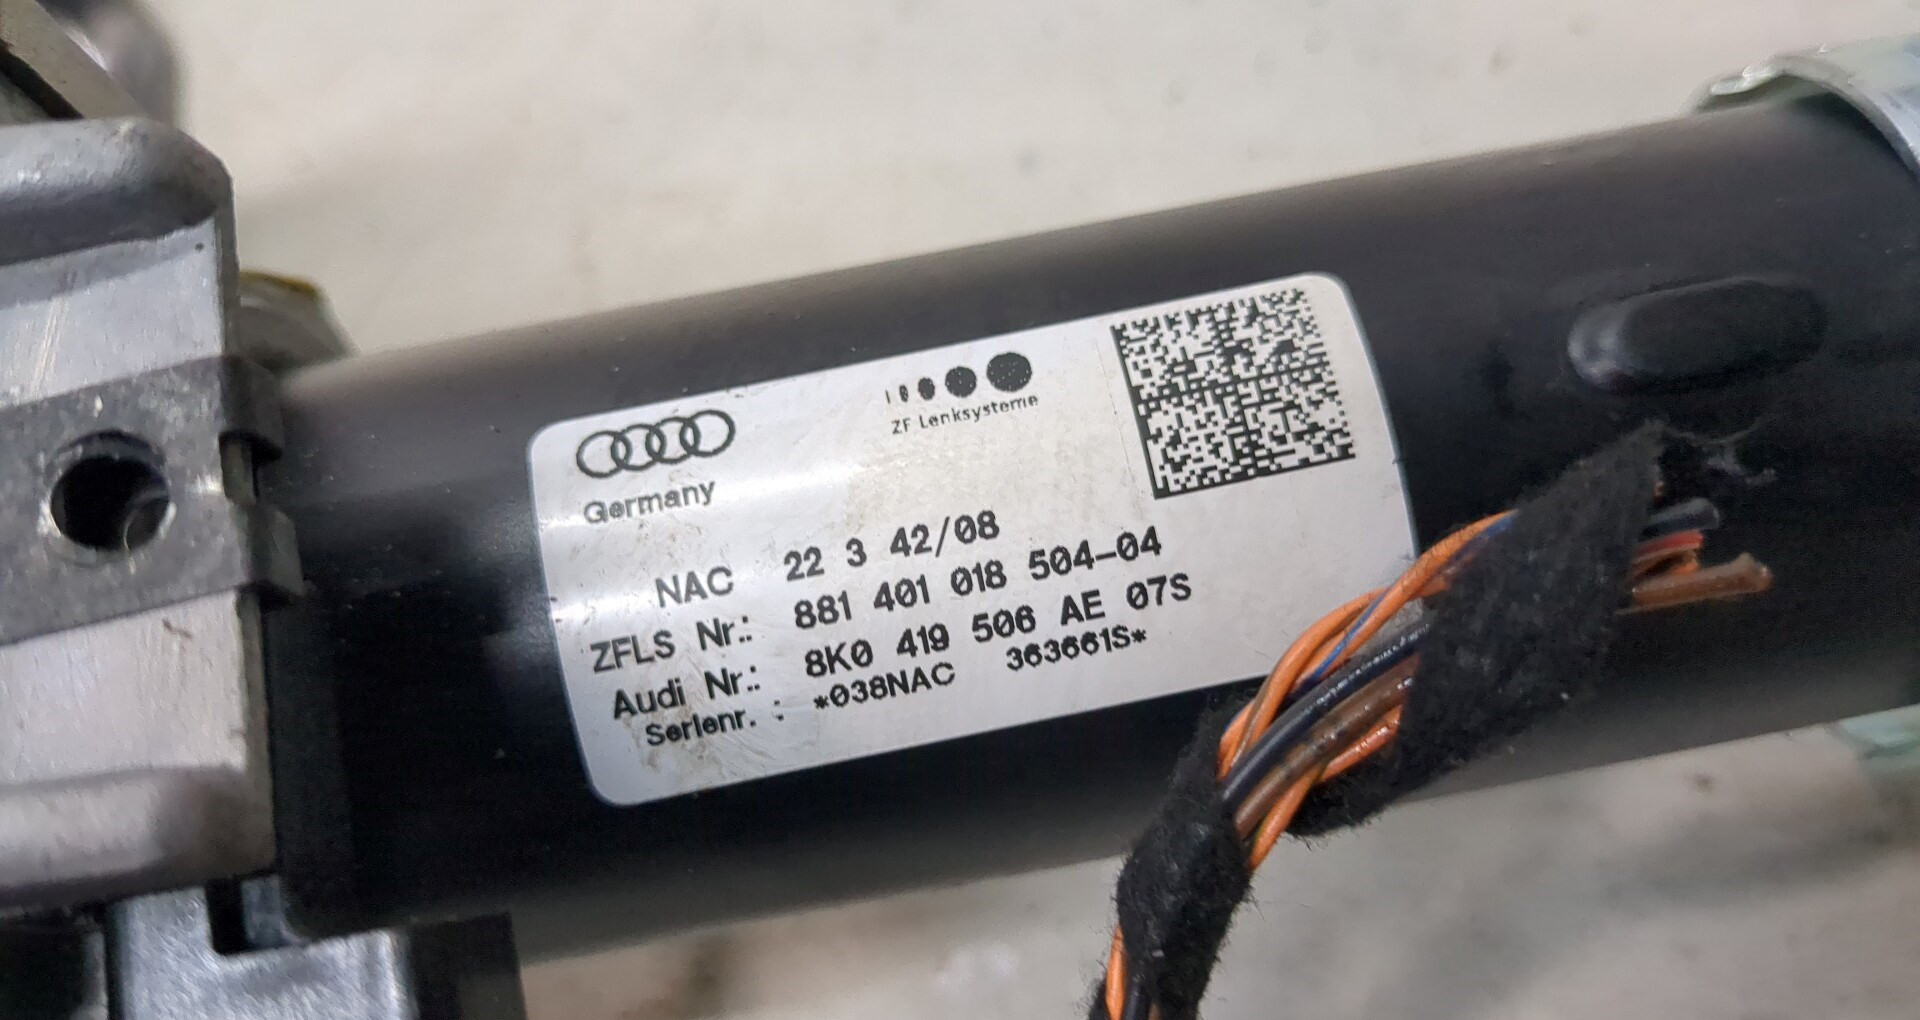 Germany
ZF Lenksysteme
NAC 22 3 42/08
ZFLS Nr.: 881 401 018 504-04
Audi Nr.: 8K0 419 506 AE 07S
Serienr. : *038NAC 363661S*